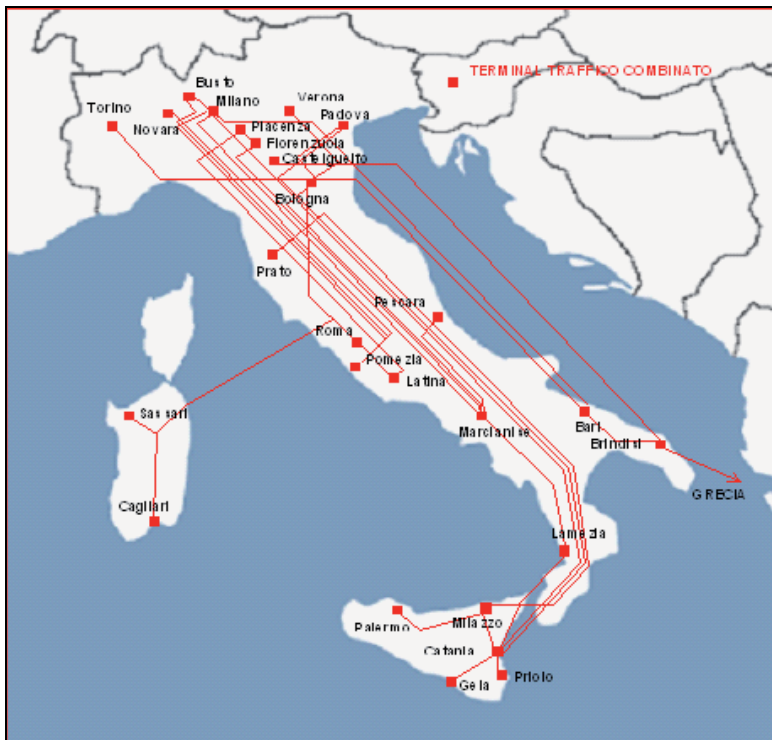 TERMINAL TRAFFICO COMBINATO
Busto
Milano
Verona
Torino
Padova
Novara
Piacenza
Florenzuola
Castelguelfo
Bologna
Prato
Pescara
Roma
Pomezia
Latina
Sassari
Marcianise
Bari
Brindisi
GRECIA
Cagliari
Lamezia
Palermo
Milazzo
Catania
Priolo
Gela